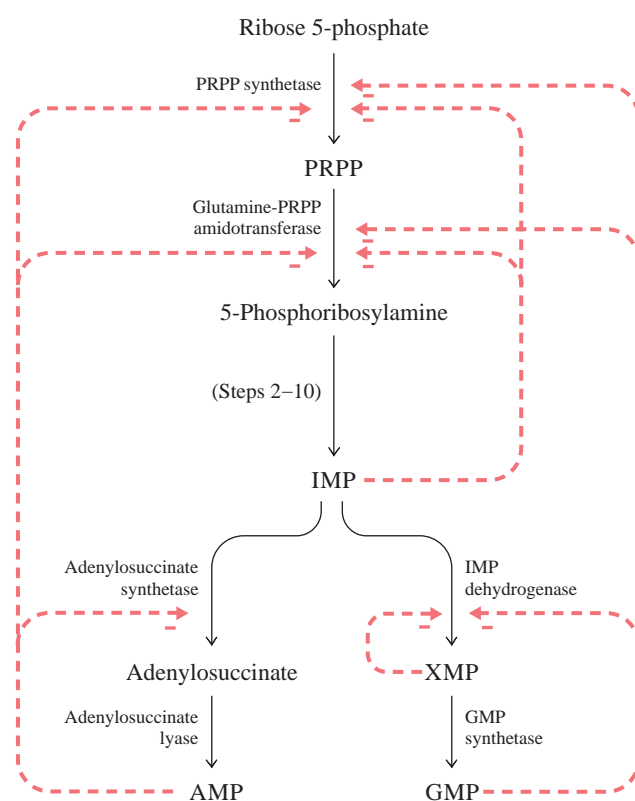 Ribose 5-phosphate
PRPP synthetase
PRPP
Glutamine-PRPP
amidotransferase
5-Phosphoribosylamine
(Steps 2–10)
IMP
Adenylosuccinate
synthetase
IMP
dehydrogenase
Adenylosuccinate
XMP
Adenylosuccinate
lyase
GMP
synthetase
AMP
GMP